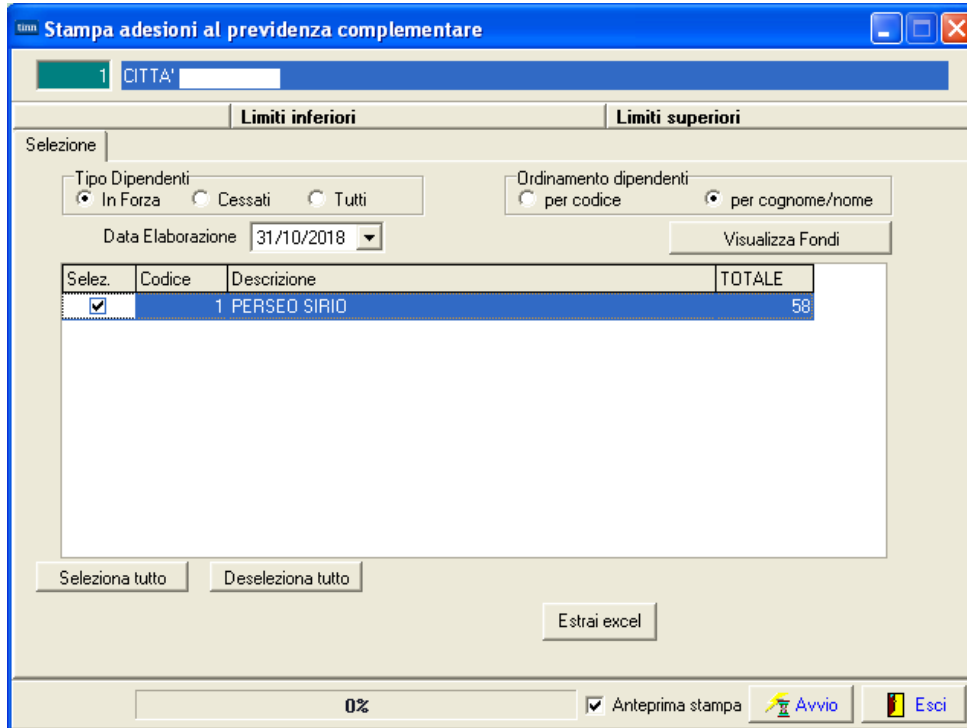 tinn Stampa adesioni al previdenza complementare
1 CITTA'
Limiti inferiori Limiti superiori
Selezione
Tipo Dipendenti Ordinamento dipendenti
In Forza Cessati Tutti per codice per cognome/nome
Data Elaborazione 31/10/2018 Visualizza Fondi
Selez. Codice Descrizione TOTALE
1 PERSEO SIRIO 58
Seleziona tutto Deseleziona tutto
Estrai excel
0% Anteprima stampa Avvio Esci